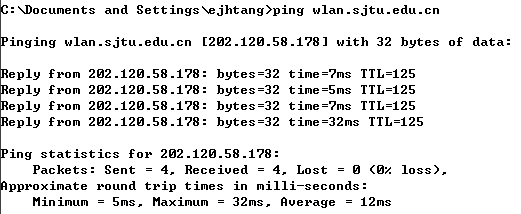 C:\Documents and Settings\ejhtang>ping wlan.sjtu.edu.cn
Pinging wlan.sjtu.edu.cn [202.120.58.178] with 32 bytes of data:
Reply from 202.120.58.178: bytes=32 time=7ms TTL=125
Reply from 202.120.58.178: bytes=32 time=5ms TTL=125
Reply from 202.120.58.178: bytes=32 time=7ms TTL=125
Reply from 202.120.58.178: bytes=32 time=32ms TTL=125
Ping statistics for 202.120.58.178:
Packets: Sent = 4, Received = 4, Lost = 0 (0% loss),
Approximate round trip times in milli-seconds:
Minimum = 5ms, Maximum = 32ms, Average = 12ms